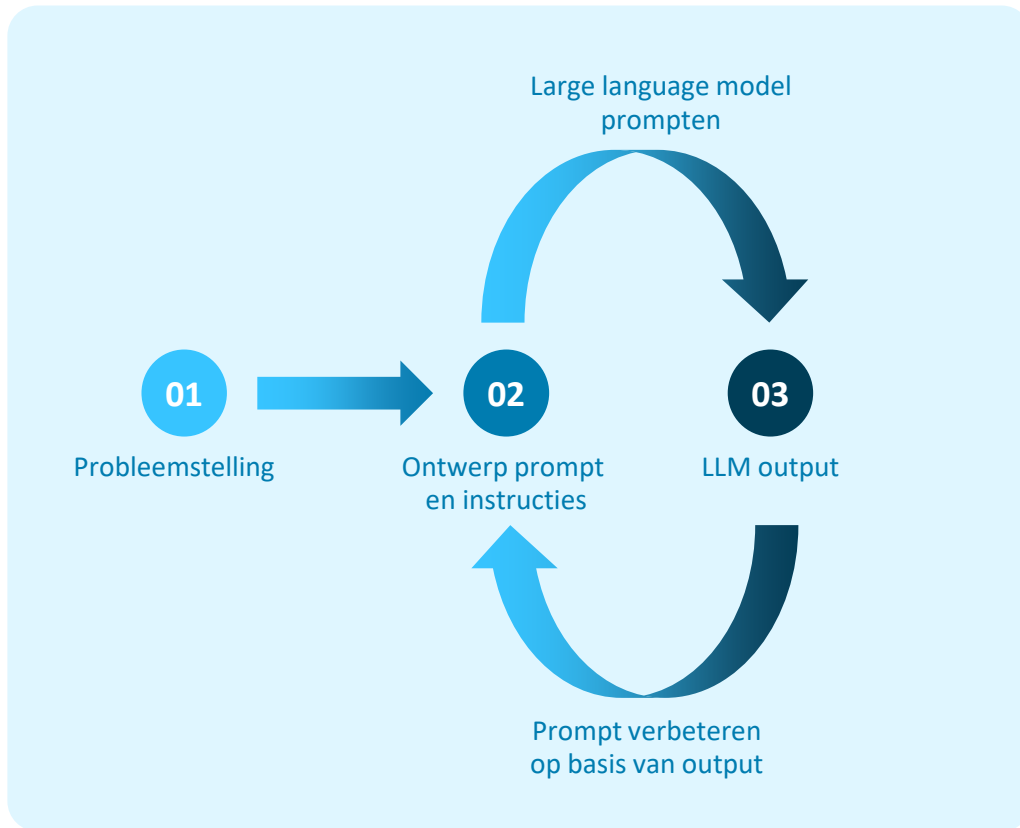 Large language model
prompten
01
02
03
Probleemstelling
Ontwerp prompt
en instructies
LLM output
Prompt verbeteren
op basis van output